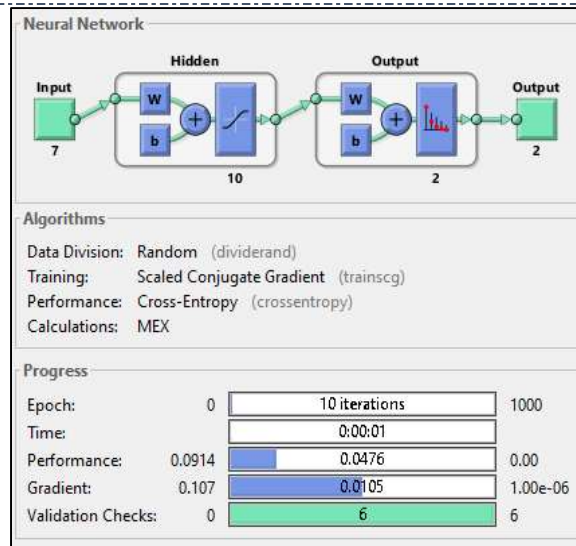 Neural Network
Hidden Output
Input Output
W W
b b
7 10 2 2
Algorithms
Data Division: Random (dividerand)
Training: Scaled Conjugate Gradient (trainscg)
Performance: Cross-Entropy (crossentropy)
Calculations: MEX
Progress
Epoch: 0 10 iterations 1000
Time: 0:00:01
Performance: 0.0914 0.0476 0.00
Gradient: 0.107 0.0105 1.00e-06
Validation Checks: 0 6 6